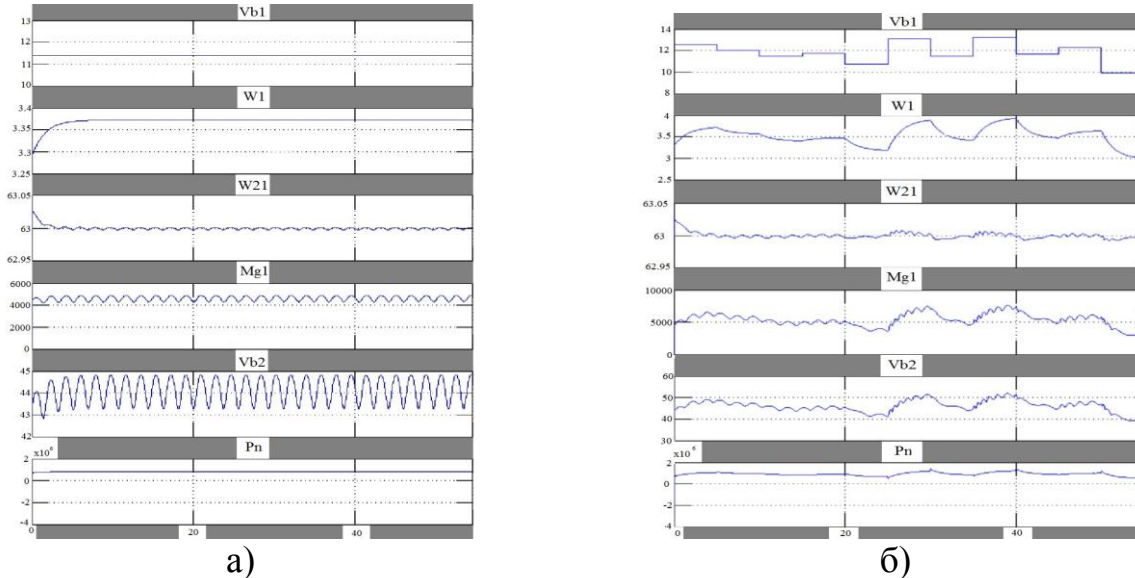 Vb1
13
12
11
10
W1
3.4
3.35
3.3
3.25
W21
63.05
63
62.95
Mg1
6000
4000
2000
0
Vb2
45
44
43
42
x10⁶
Pn
2
0
-2
-4
0 20 40
а)
Vb1
14
12
10
8
W1
4
3.5
3
2.5
W21
63.05
63
62.95
Mg1
10000
5000
0
Vb2
60
50
40
30
x10⁶
Pn
2
0
-2
-4
0 20 40
б)